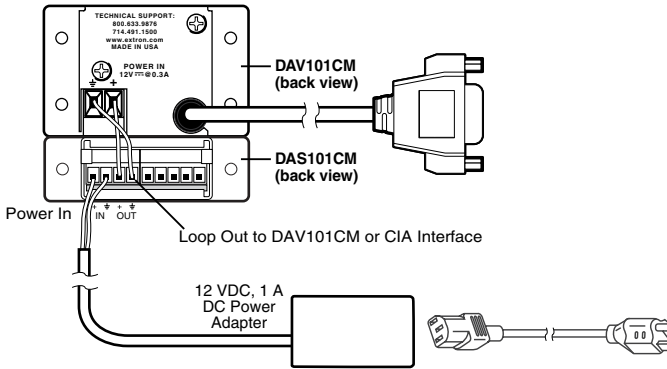 TECHNICAL SUPPORT:
800.633.9876
714.491.1500
www.extron.com
MADE IN USA
POWER IN
12V ⎓ @0.3A
⏚ +
DAV101CM
(back view)
DAS101CM
(back view)
Power In
+ ⏚ + ⏚
IN OUT
Loop Out to DAV101CM or CIA Interface
12 VDC, 1 A
DC Power
Adapter